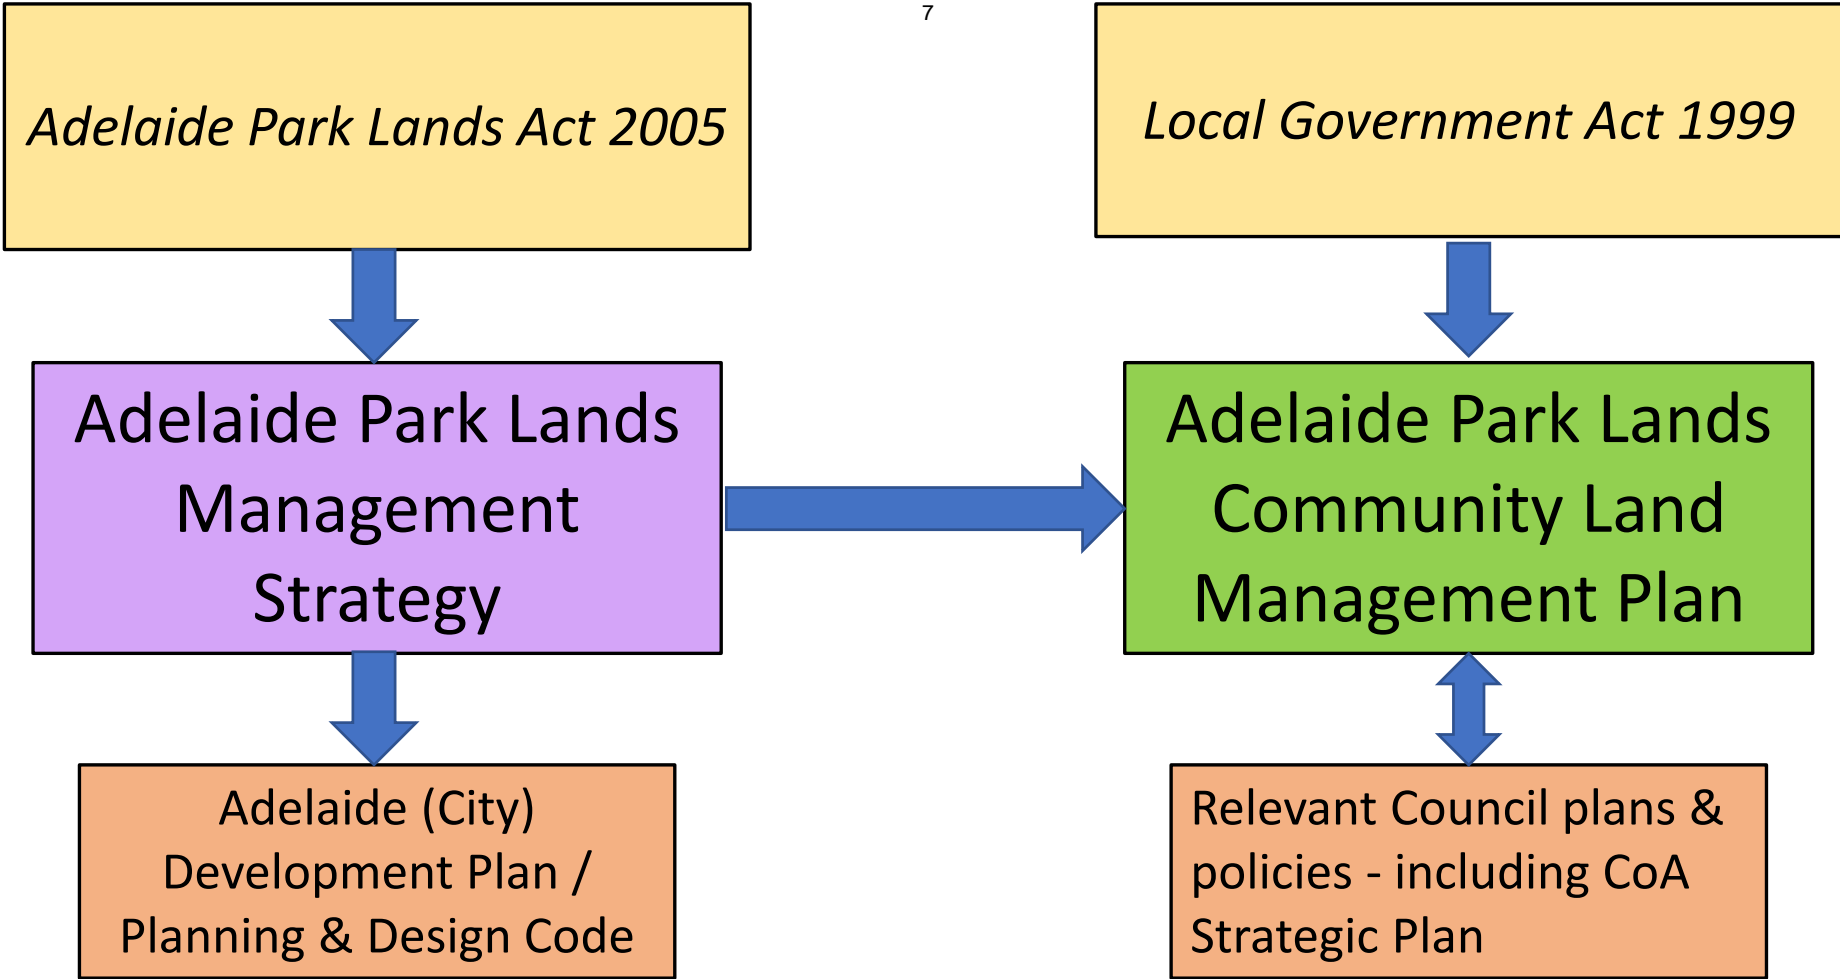 7
Adelaide Park Lands Act 2005
Local Government Act 1999
Adelaide Park Lands
Management
Strategy
Adelaide Park Lands
Community Land
Management Plan
Adelaide (City)
Development Plan /
Planning & Design Code
Relevant Council plans &
policies - including CoA
Strategic Plan